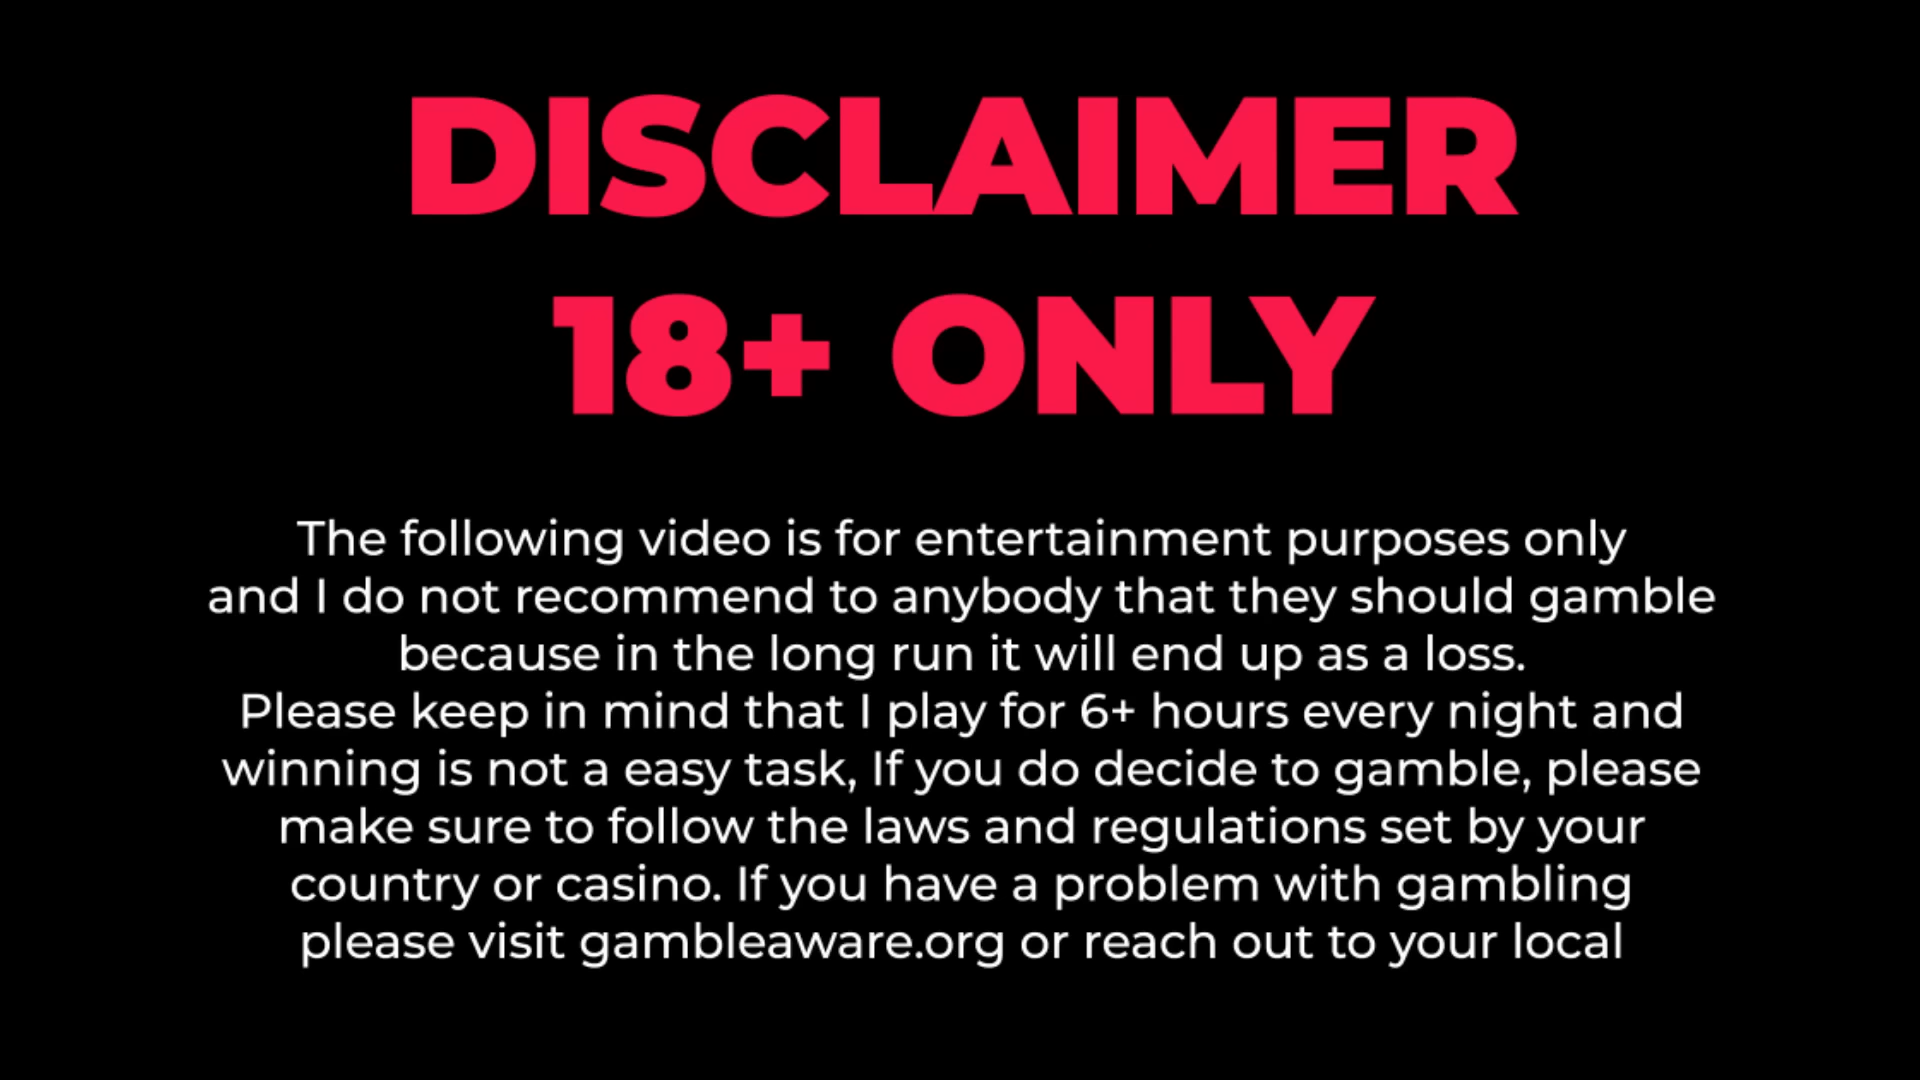 DISCLAIMER
18+ ONLY
The following video is for entertainment purposes only
and I do not recommend to anybody that they should gamble
because in the long run it will end up as a loss.
Please keep in mind that I play for 6+ hours every night and
winning is not a easy task, If you do decide to gamble, please
make sure to follow the laws and regulations set by your
country or casino. If you have a problem with gambling
please visit gambleaware.org or reach out to your local